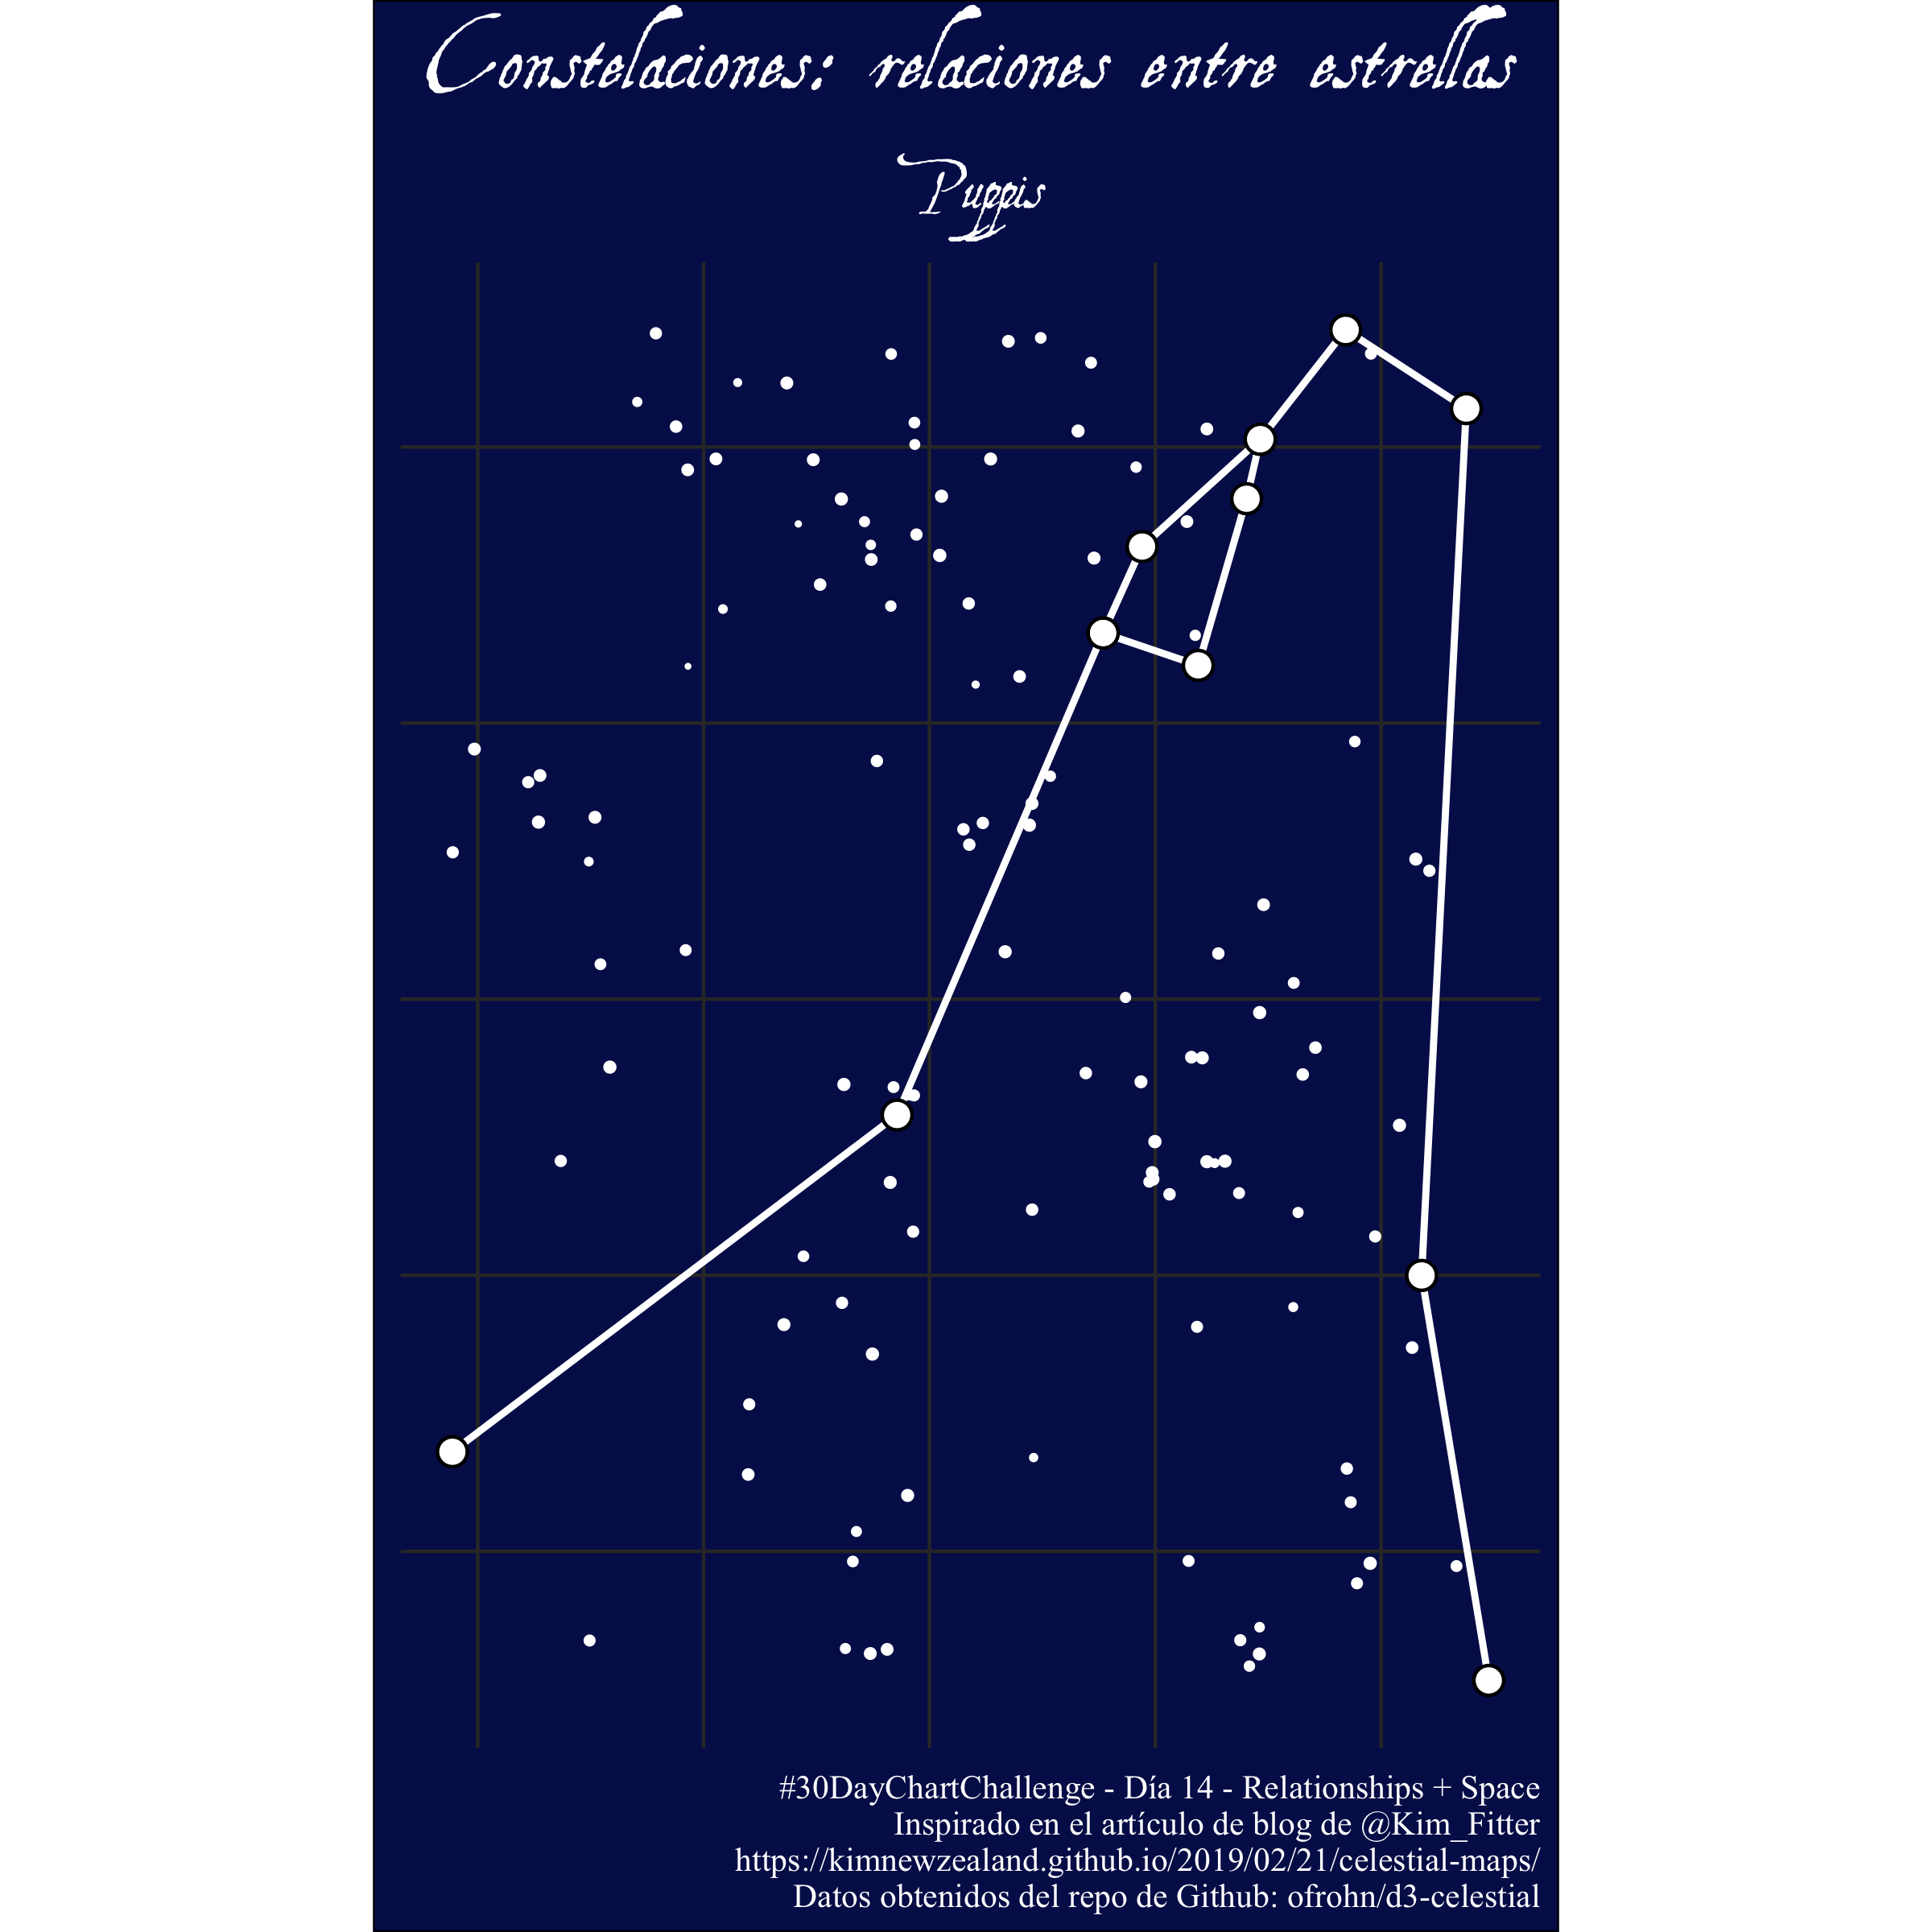 Constelaciones: relaciones entre estrellas
Puppis
#30DayChartChallenge - Día 14 - Relationships + Space
Inspirado en el artículo de blog de @Kim_Fitter
https://kimnewzealand.github.io/2019/02/21/celestial-maps/
Datos obtenidos del repo de Github: ofrohn/d3-celestial